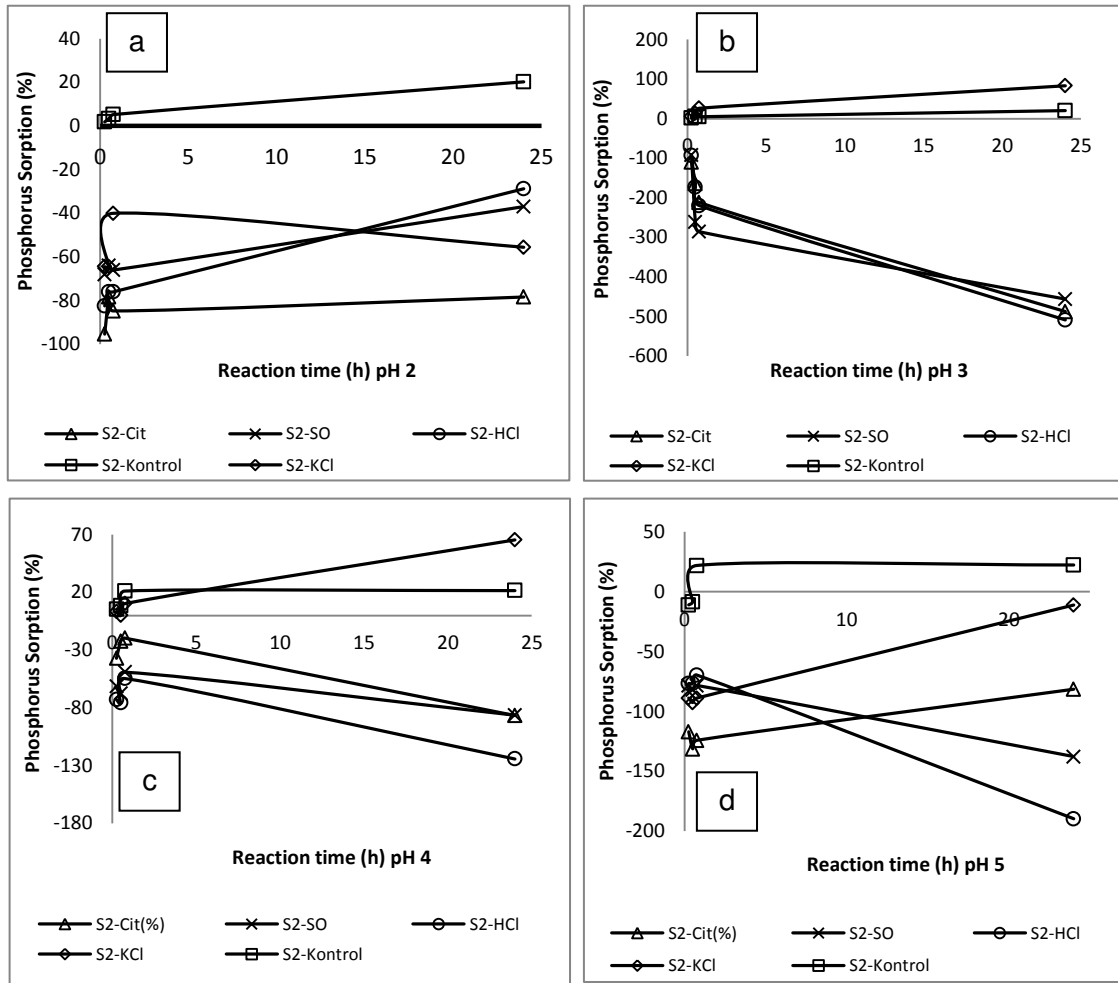 a
Phosphorus Sorption (%)
40
20
0
-20
-40
-60
-80
-100
0 5 10 15 20 25
Reaction time (h) pH 2
S2-Cit S2-SO S2-HCl
S2-Kontrol S2-KCl
b
Phosphorus Sorption (%)
200
100
0
-100
-200
-300
-400
-500
-600
0 5 10 15 20 25
Reaction time (h) pH 3
S2-Cit S2-SO S2-HCl
S2-KCl S2-Kontrol
c
Phosphorus Sorption (%)
70
20
-30
-80
-130
-180
0 5 10 15 20 25
Reaction time (h) pH 4
S2-Cit(%) S2-SO S2-HCl
S2-KCl S2-Kontrol
d
Phosphorus Sorption (%)
50
0
-50
-100
-150
-200
0 10 20
Reaction time (h) pH 5
S2-Cit(%) S2-SO S2-HCl
S2-KCl S2-Kontrol